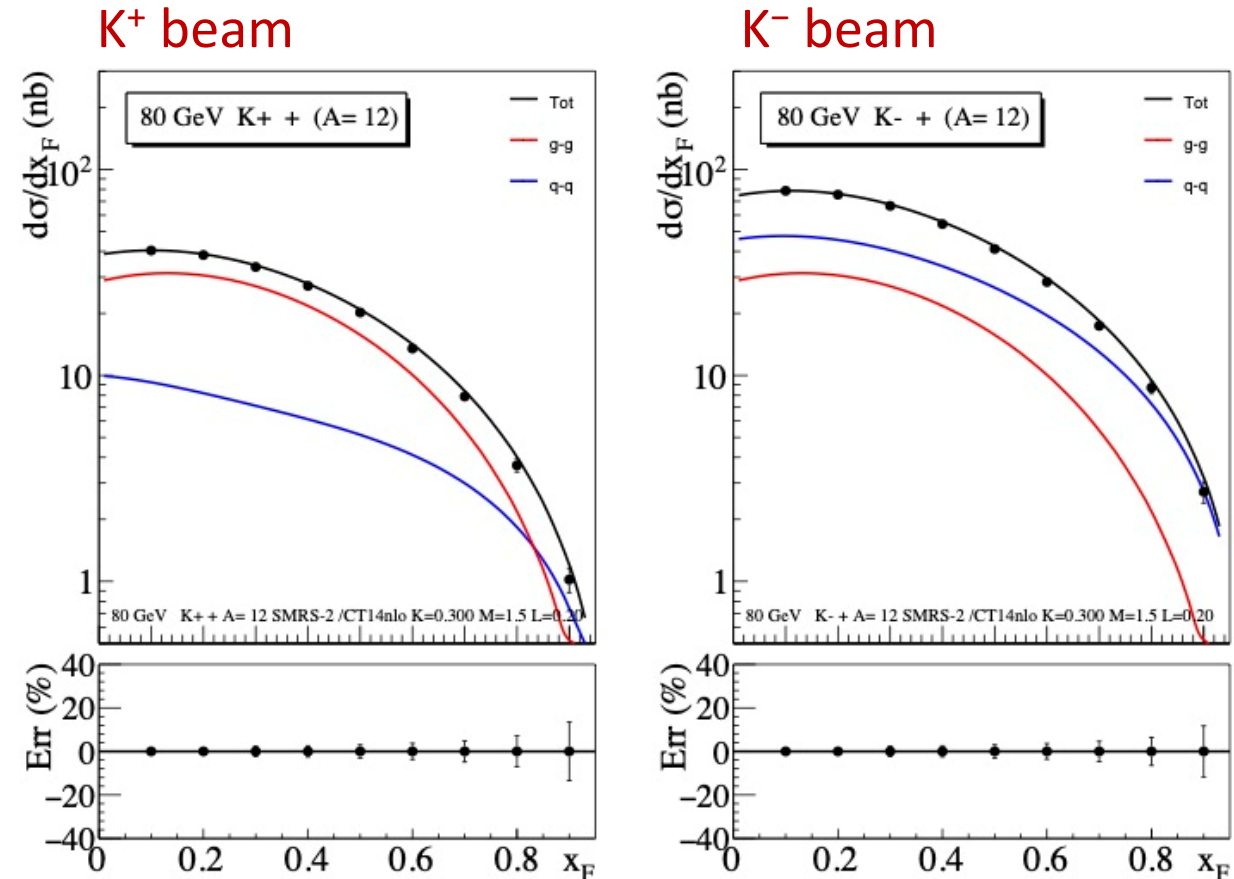 K⁺ beam
dσ/dx_F (nb)
80 GeV K+ + (A= 12)
Tot
g-g
q-q
10²
10
1
80 GeV K+ + A= 12 SMRS-2 /CT14nlo K=0.300 M=1.5 L=0.20
Err (%)
40
20
0
−20
−40
0 0.2 0.4 0.6 0.8 x_F
K⁻ beam
dσ/dx_F (nb)
80 GeV K- + (A= 12)
Tot
g-g
q-q
10²
10
1
80 GeV K- + A= 12 SMRS-2 /CT14nlo K=0.300 M=1.5 L=0.20
Err (%)
40
20
0
−20
−40
0 0.2 0.4 0.6 0.8 x_F